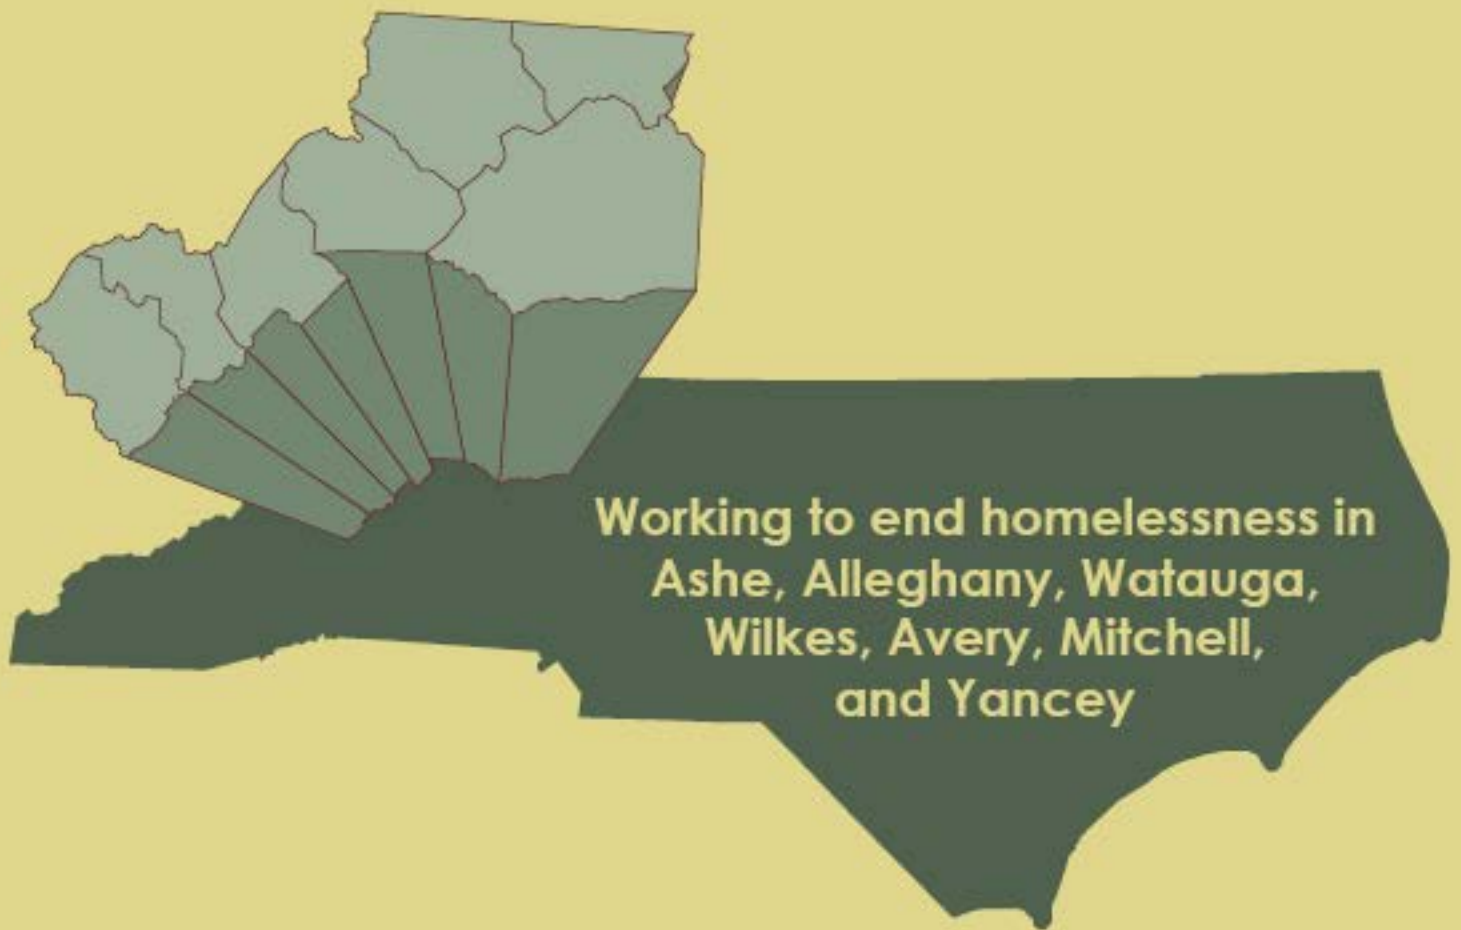 Working to end homelessness in
Ashe, Alleghany, Watauga,
Wilkes, Avery, Mitchell,
and Yancey